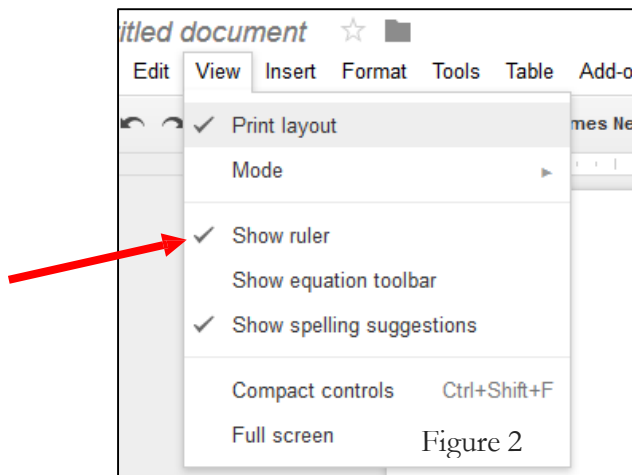 itled document
Edit View Insert Format Tools Table Add-o
Print layout
mes Ne
Mode
Show ruler
Show equation toolbar
Show spelling suggestions
Compact controls Ctrl+Shift+F
Full screen
Figure 2